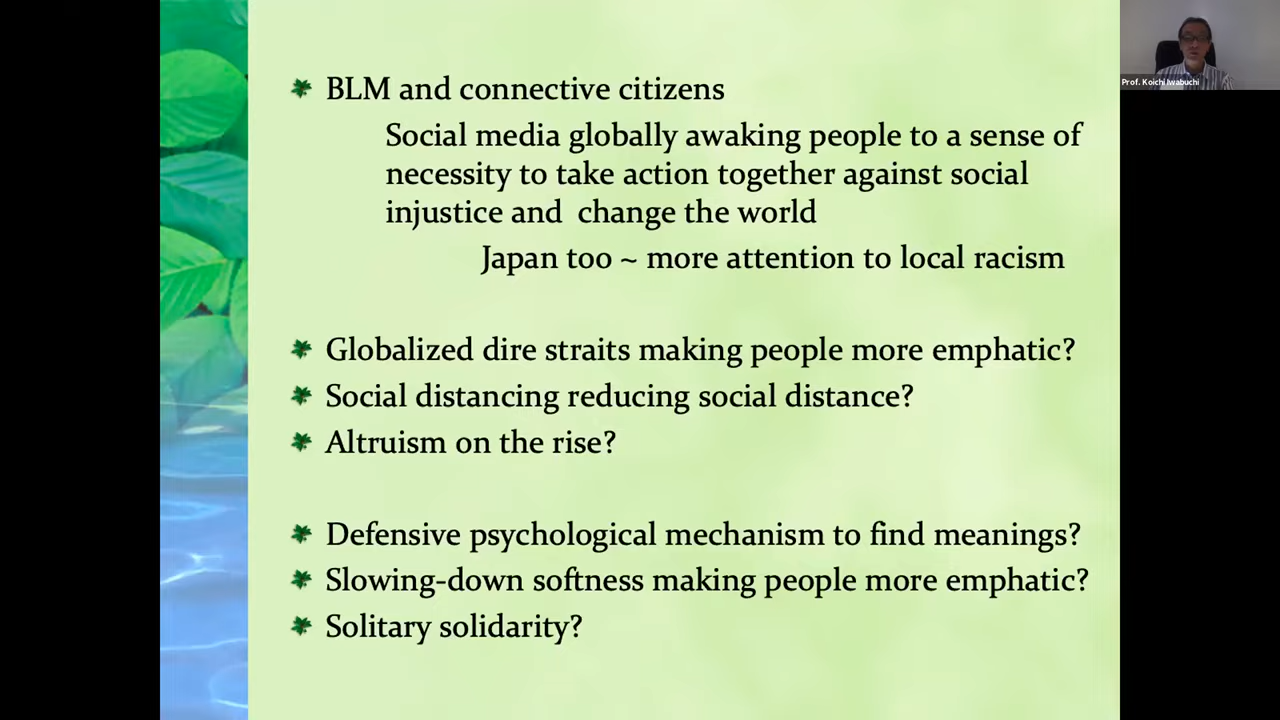 BLM and connective citizens
Social media globally awaking people to a sense of
necessity to take action together against social
injustice and  change the world
Japan too ~ more attention to local racism
Globalized dire straits making people more emphatic?
Social distancing reducing social distance?
Altruism on the rise?
Defensive psychological mechanism to find meanings?
Slowing-down softness making people more emphatic?
Solitary solidarity?
Prof. Koichi Iwabuchi